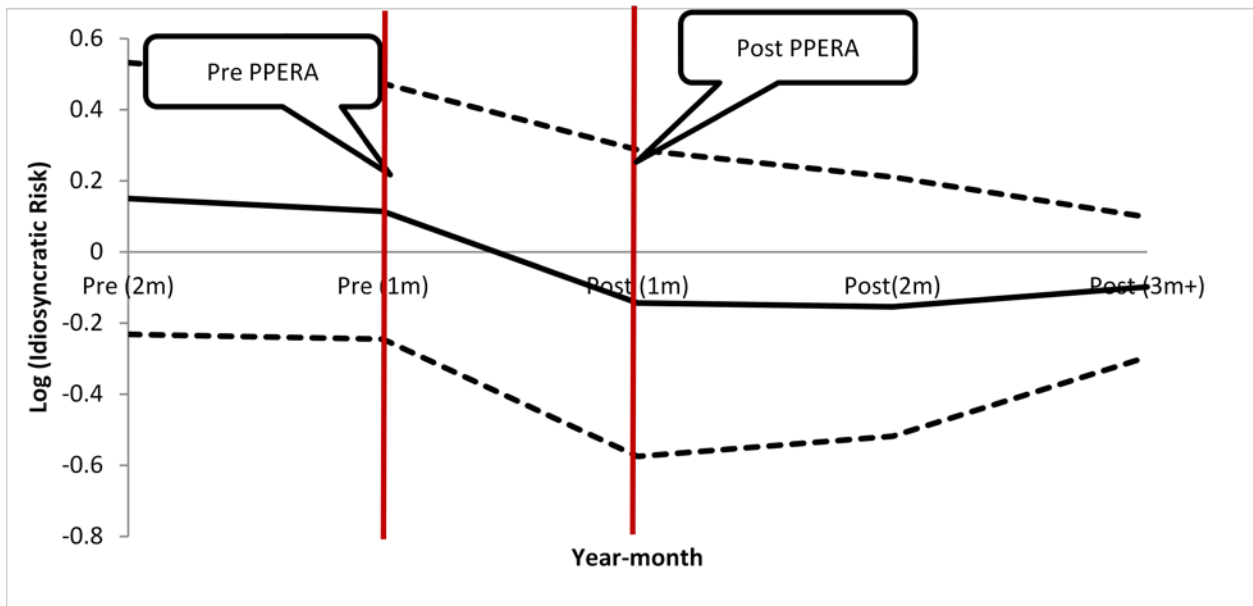 0.6
0.4
0.2
0
-0.2
-0.4
-0.6
-0.8
Log (Idiosyncratic Risk)
Pre PPERA
Post PPERA
Pre (2m)
Pre (1m)
Post (1m)
Post(2m)
Post (3m+)
Year-month